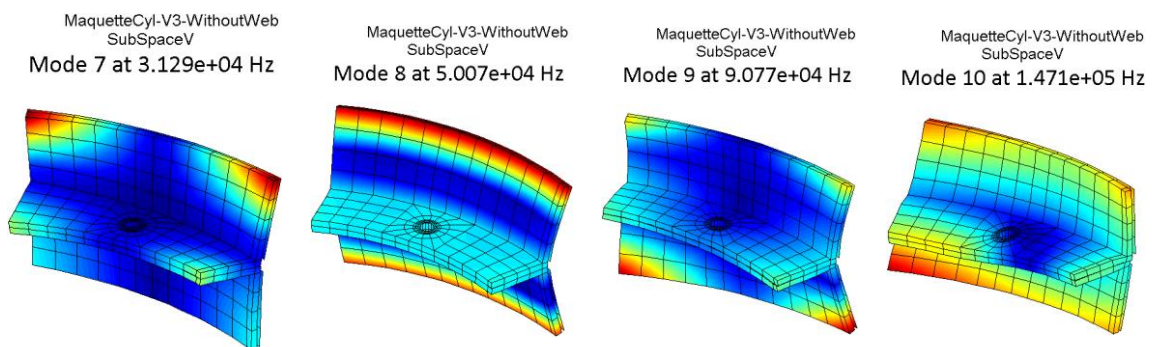 MaquetteCyl-V3-WithoutWeb
SubSpaceV
Mode 7 at 3.129e+04 Hz
MaquetteCyl-V3-WithoutWeb
SubSpaceV
Mode 8 at 5.007e+04 Hz
MaquetteCyl-V3-WithoutWeb
SubSpaceV
Mode 9 at 9.077e+04 Hz
MaquetteCyl-V3-WithoutWeb
SubSpaceV
Mode 10 at 1.471e+05 Hz